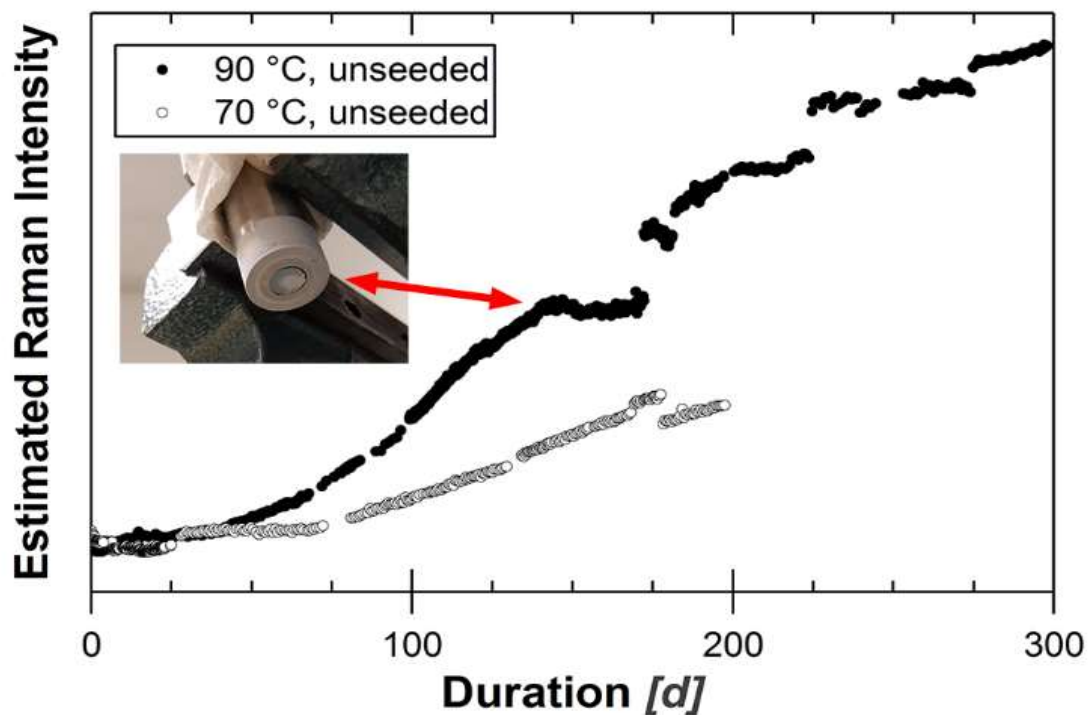 Estimated Raman Intensity
90 °C, unseeded
70 °C, unseeded
0
100
200
300
Duration [d]